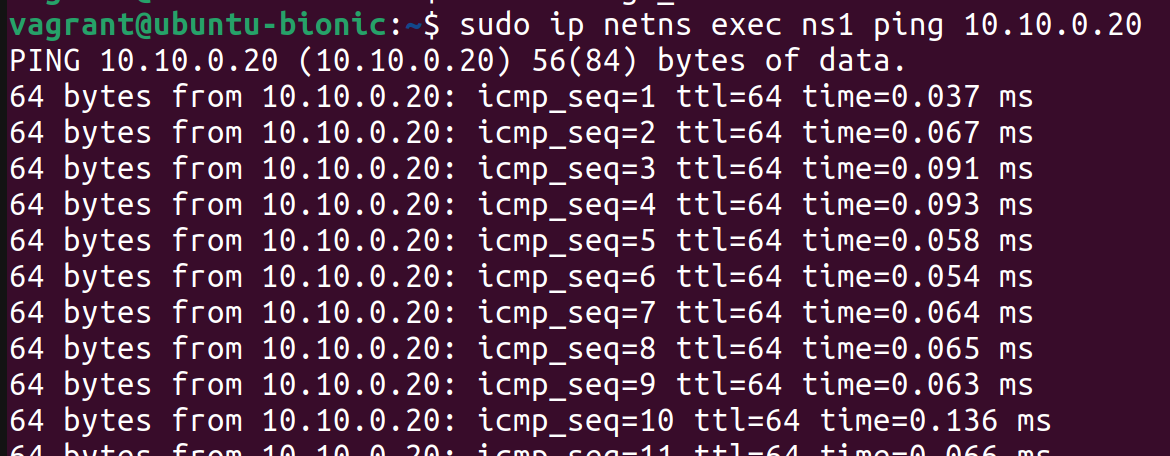 vagrant@ubuntu-bionic:~$ sudo ip netns exec ns1 ping 10.10.0.20
PING 10.10.0.20 (10.10.0.20) 56(84) bytes of data.
64 bytes from 10.10.0.20: icmp_seq=1 ttl=64 time=0.037 ms
64 bytes from 10.10.0.20: icmp_seq=2 ttl=64 time=0.067 ms
64 bytes from 10.10.0.20: icmp_seq=3 ttl=64 time=0.091 ms
64 bytes from 10.10.0.20: icmp_seq=4 ttl=64 time=0.093 ms
64 bytes from 10.10.0.20: icmp_seq=5 ttl=64 time=0.058 ms
64 bytes from 10.10.0.20: icmp_seq=6 ttl=64 time=0.054 ms
64 bytes from 10.10.0.20: icmp_seq=7 ttl=64 time=0.064 ms
64 bytes from 10.10.0.20: icmp_seq=8 ttl=64 time=0.065 ms
64 bytes from 10.10.0.20: icmp_seq=9 ttl=64 time=0.063 ms
64 bytes from 10.10.0.20: icmp_seq=10 ttl=64 time=0.136 ms
64 bytes from 10.10.0.20: icmp_seq=11 ttl=64 time=0.066 ms